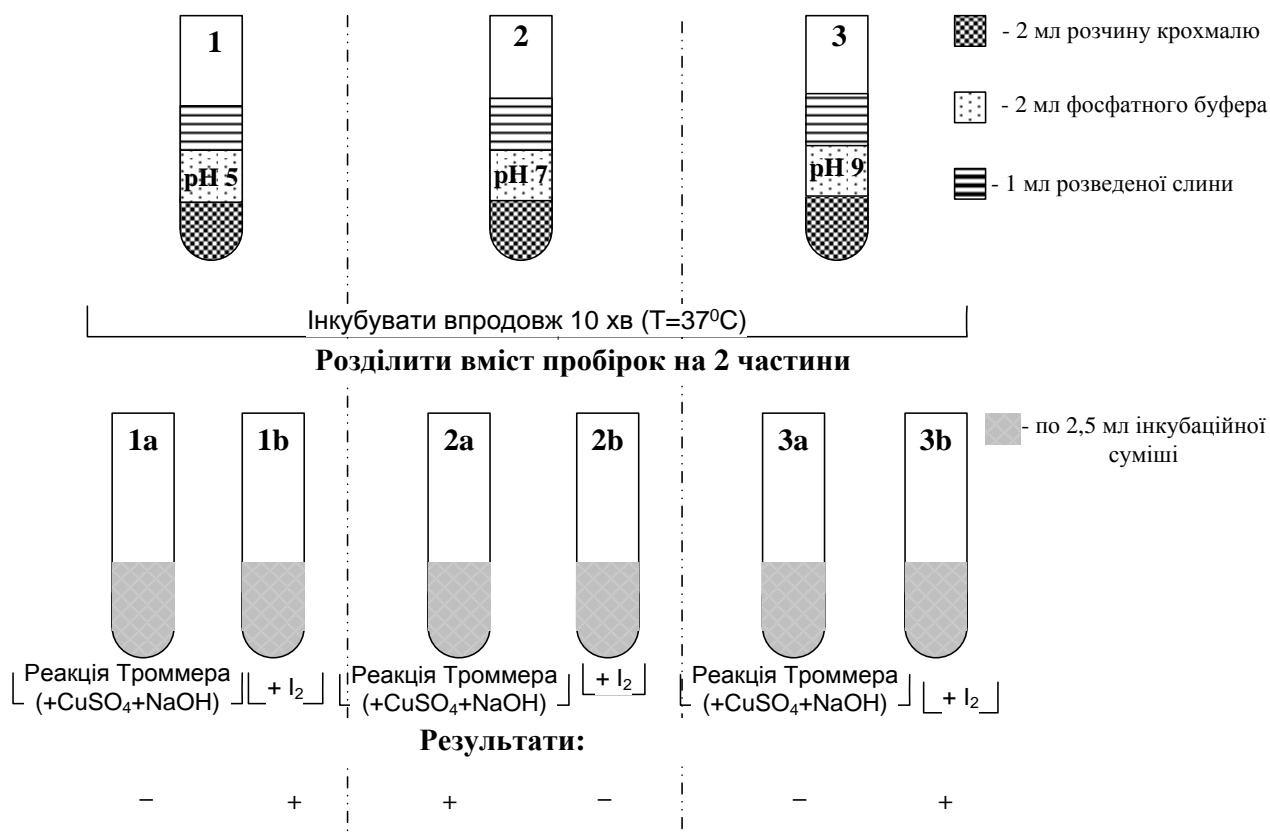 1
2
3
- 2 мл розчину крохмалю
- 2 мл фосфатного буфера
- 1 мл розведеної слини
pH 5
pH 7
pH 9
Інкубувати впродовж 10 хв (T=37⁰C)
Розділити вміст пробірок на 2 частини
1a
1b
2a
2b
3a
3b
- по 2,5 мл інкубаційної
суміші
Реакція Троммера
(+CuSO₄+NaOH)
+ I₂
Реакція Троммера
(+CuSO₄+NaOH)
+ I₂
Реакція Троммера
(+CuSO₄+NaOH)
+ I₂
Результати:
– + + – – +